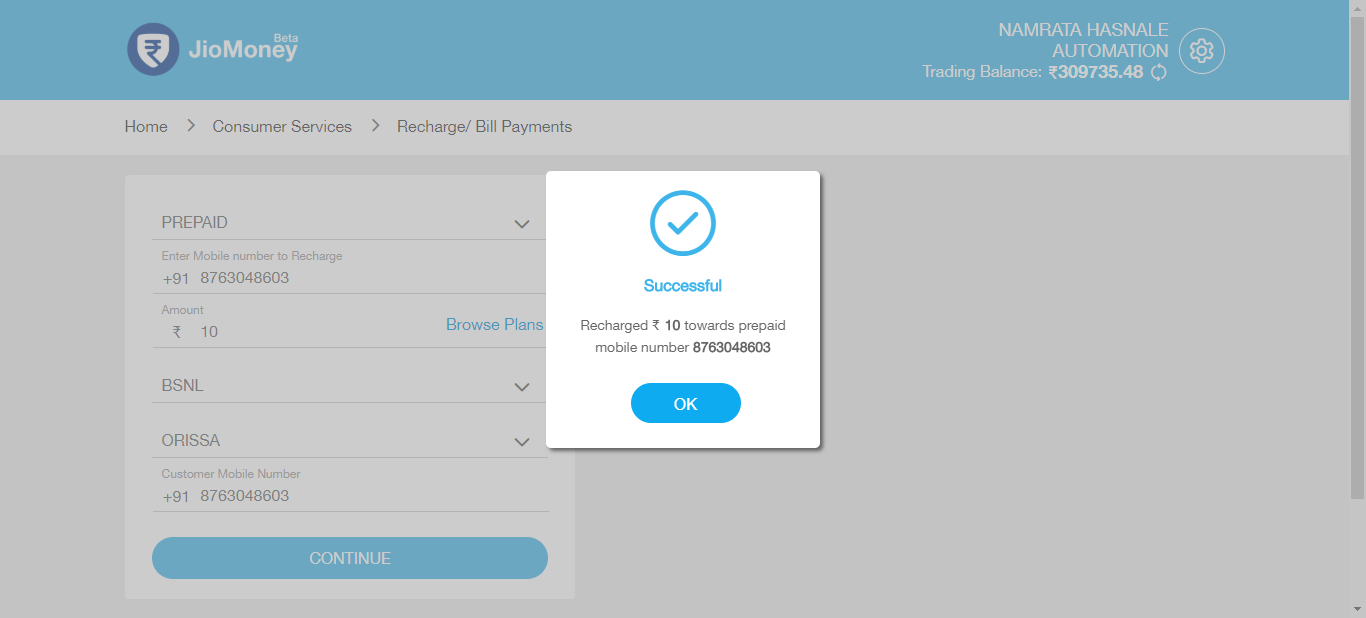 Beta
JioMoney
NAMRATA HASNALE
AUTOMATION
Trading Balance: ₹309735.48
Home > Consumer Services > Recharge/ Bill Payments
PREPAID
Enter Mobile number to Recharge
+91 8763048603
Amount
₹ 10
Browse Plans
BSNL
ORISSA
Customer Mobile Number
+91 8763048603
CONTINUE
Successful
Recharged ₹ 10 towards prepaid
mobile number 8763048603
OK